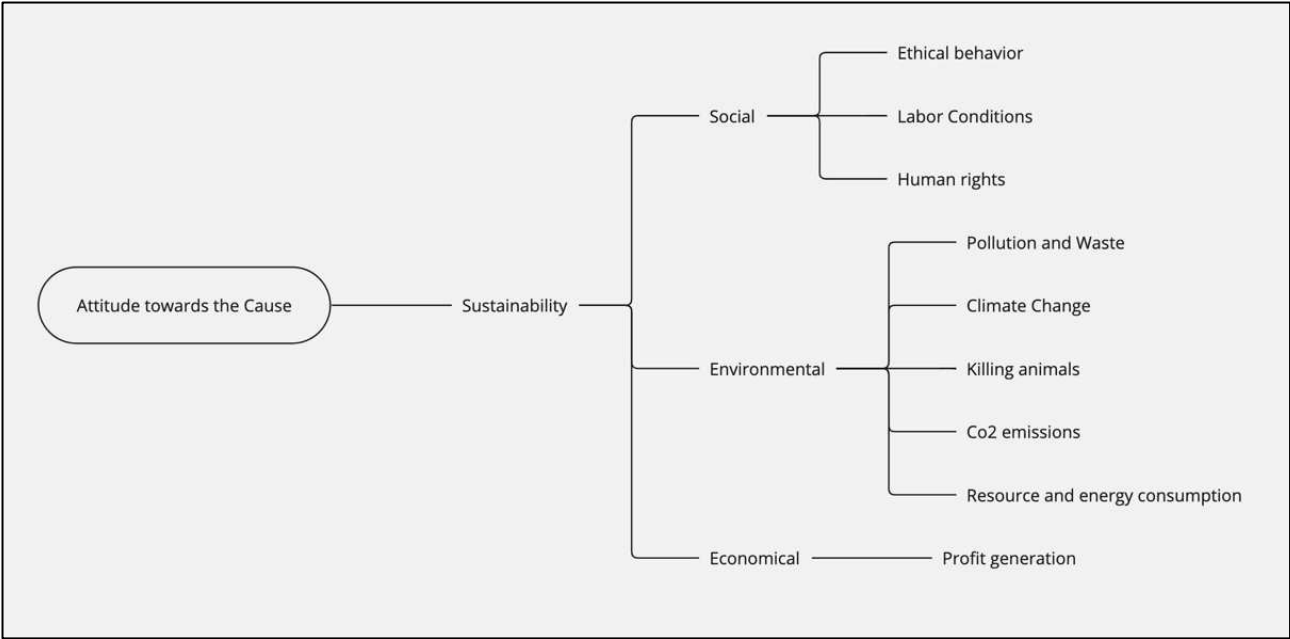 Attitude towards the Cause
Sustainability
Social
Ethical behavior
Labor Conditions
Human rights
Environmental
Pollution and Waste
Climate Change
Killing animals
Co2 emissions
Resource and energy consumption
Economical
Profit generation